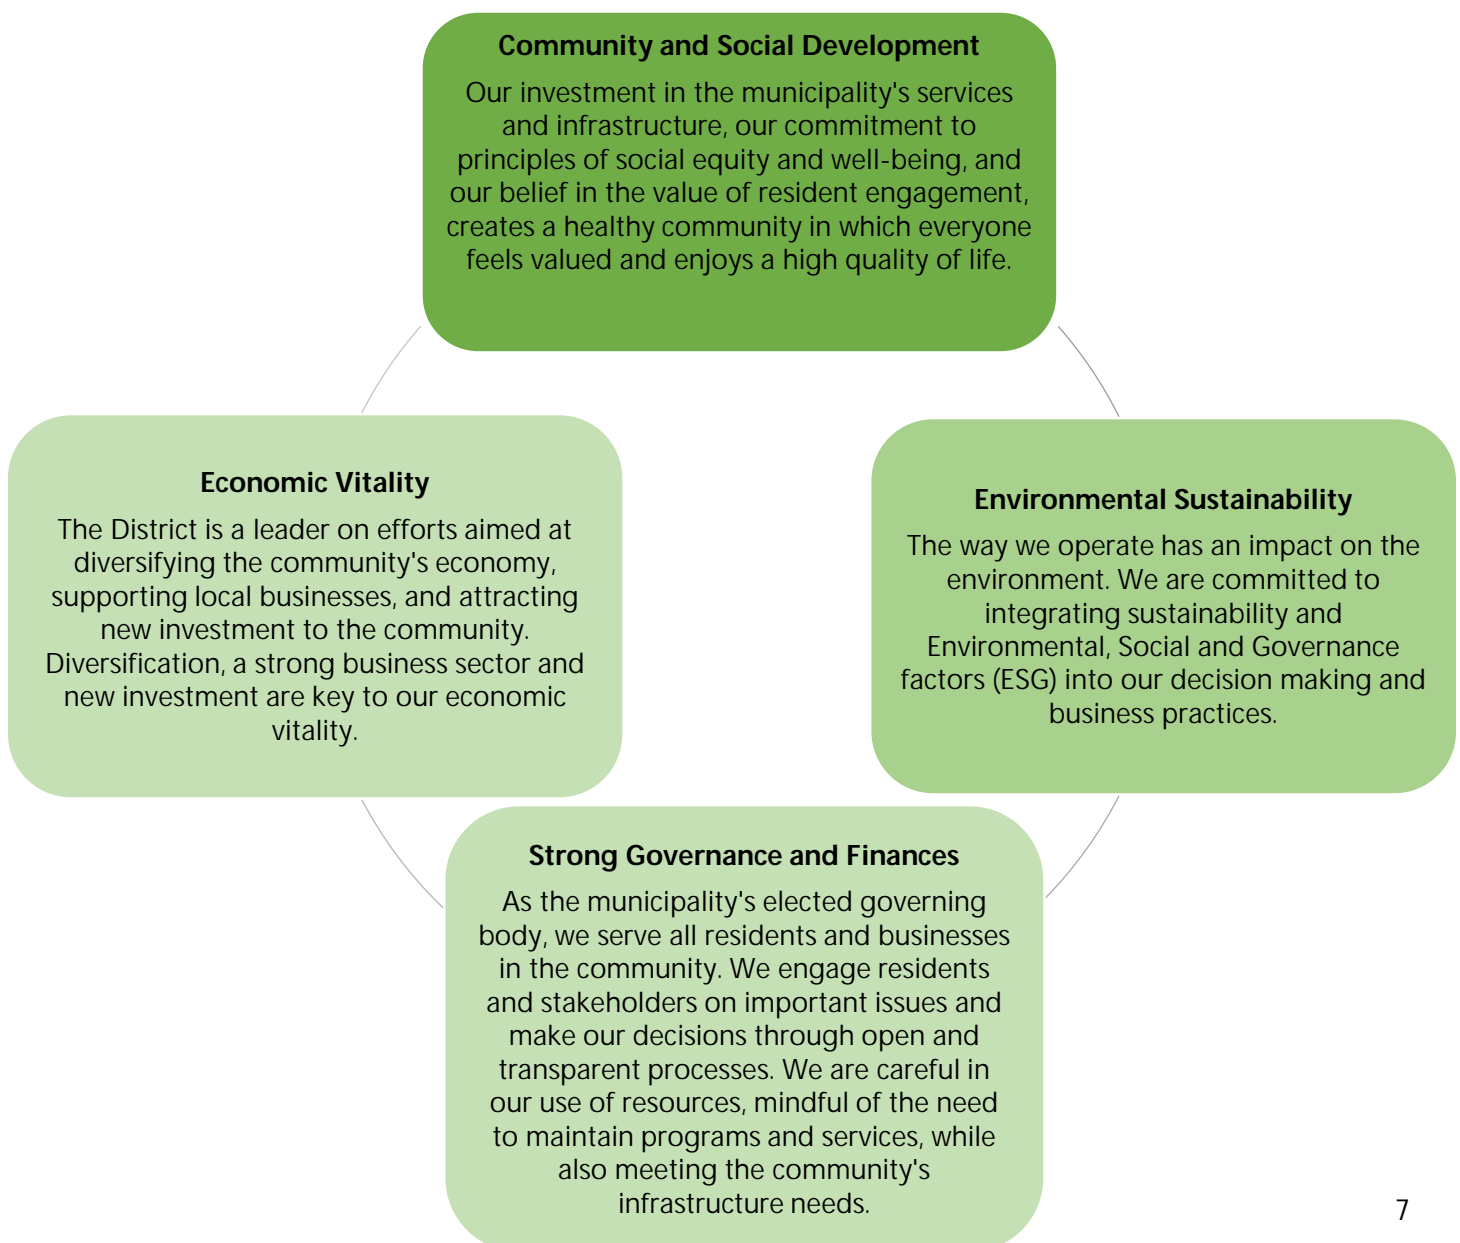 Community and Social Development
Our investment in the municipality's services
and infrastructure, our commitment to
principles of social equity and well-being, and
our belief in the value of resident engagement,
creates a healthy community in which everyone
feels valued and enjoys a high quality of life.
Economic Vitality
The District is a leader on efforts aimed at
diversifying the community's economy,
supporting local businesses, and attracting
new investment to the community.
Diversification, a strong business sector and
new investment are key to our economic
vitality.
Environmental Sustainability
The way we operate has an impact on the
environment. We are committed to
integrating sustainability and
Environmental, Social and Governance
factors (ESG) into our decision making and
business practices.
Strong Governance and Finances
As the municipality's elected governing
body, we serve all residents and businesses
in the community. We engage residents
and stakeholders on important issues and
make our decisions through open and
transparent processes. We are careful in
our use of resources, mindful of the need
to maintain programs and services, while
also meeting the community's
infrastructure needs.
7